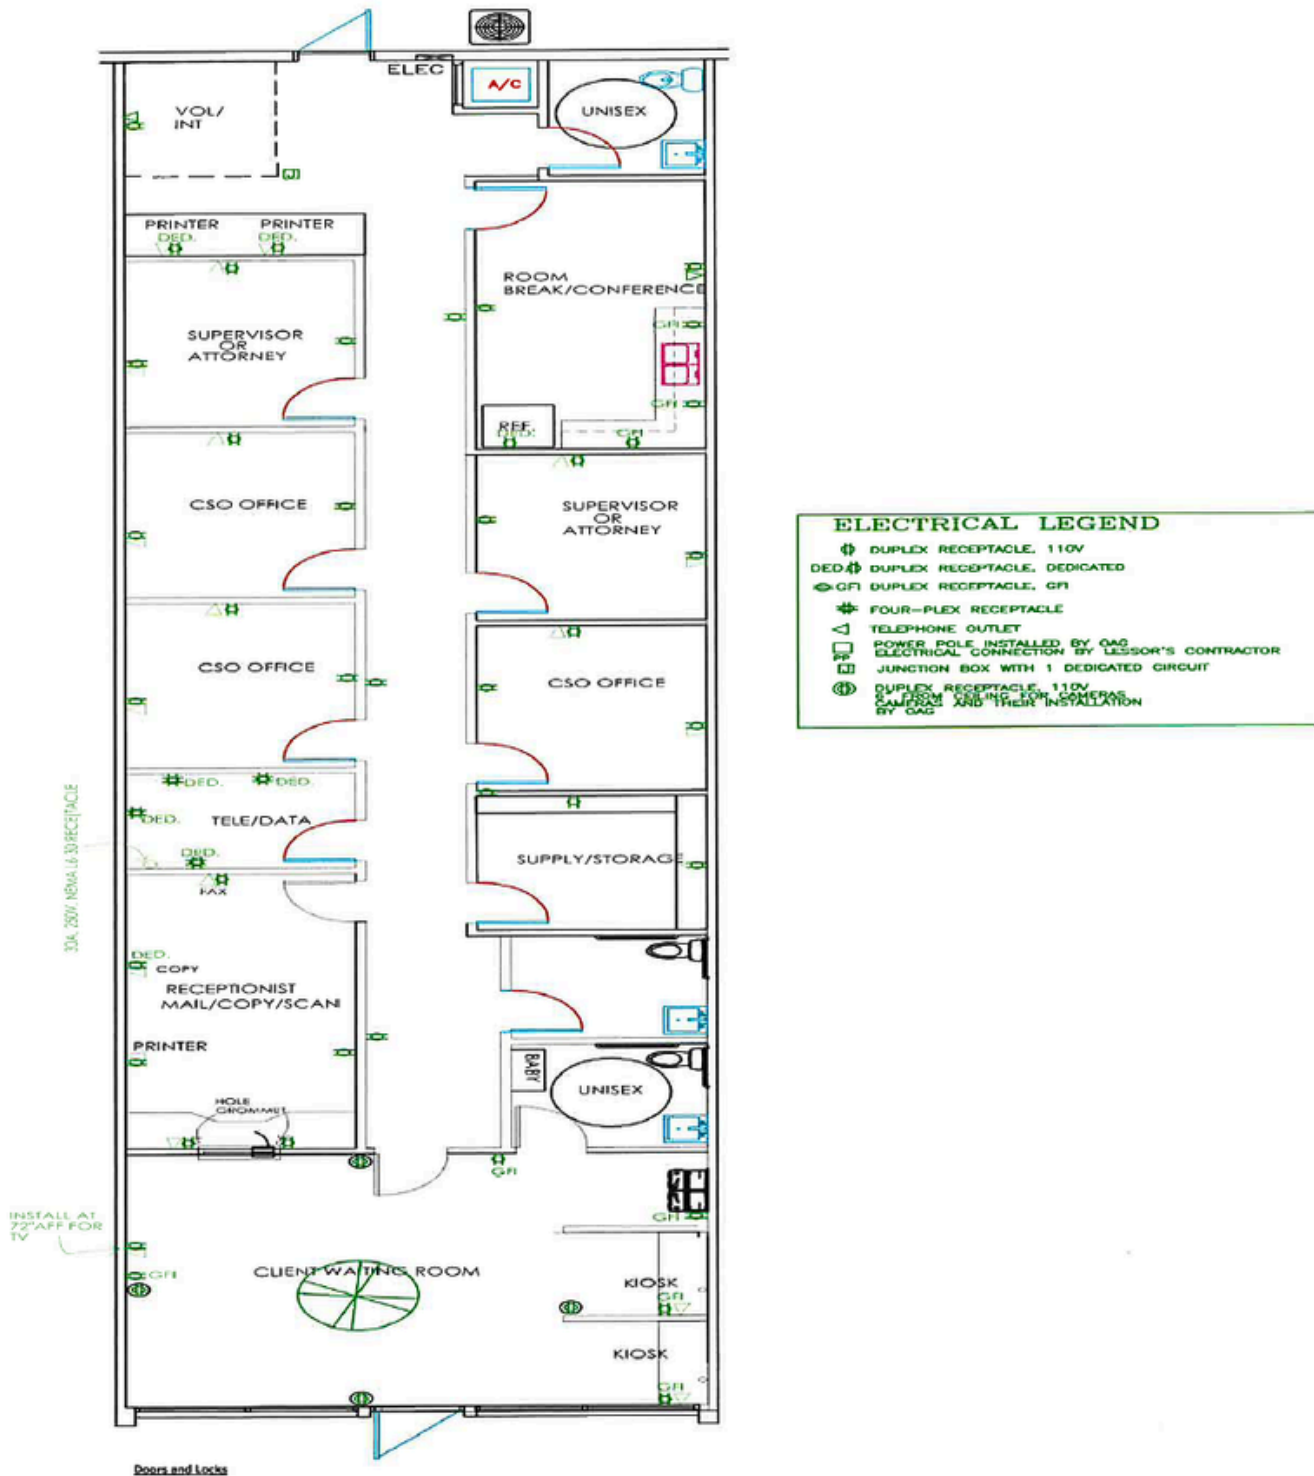 ELEC
A/C
VOL/
INT
UNISEX
PRINTER
PRINTER
DED.
DED.
ROOM
BREAK/CONFERENCE
SUPERVISOR
OR
ATTORNEY
GFI
GFI
REF.
DED.
GFI
CSO OFFICE
SUPERVISOR
OR
ATTORNEY
ELECTRICAL LEGEND
DUPLEX RECEPTACLE, 110V
DED. DUPLEX RECEPTACLE, DEDICATED
GFI DUPLEX RECEPTACLE, GFI
FOUR-PLEX RECEPTACLE
TELEPHONE OUTLET
POWER POLE INSTALLED BY OAG
PP ELECTRICAL CONNECTION BY LESSOR'S CONTRACTOR
J JUNCTION BOX WITH 1 DEDICATED CIRCUIT
DUPLEX RECEPTACLE, 110V
6" FROM CEILING FOR CAMERAS
CAMERAS AND THEIR INSTALLATION
BY OAG
CSO OFFICE
CSO OFFICE
DED.
DED.
DED.
TELE/DATA
DED.
30A, 250V, NEMA L6-30 RECEPTACLE
SUPPLY/STORAGE
FAX
DED.
COPY
RECEPTIONIST
MAIL/COPY/SCAN
PRINTER
BABY
UNISEX
HOLE
GROMMET
GFI
GFI
INSTALL AT
72"AFF FOR
TV
GFI
CLIENT WAITING ROOM
KIOSK
GFI
KIOSK
GFI
Doors and Locks